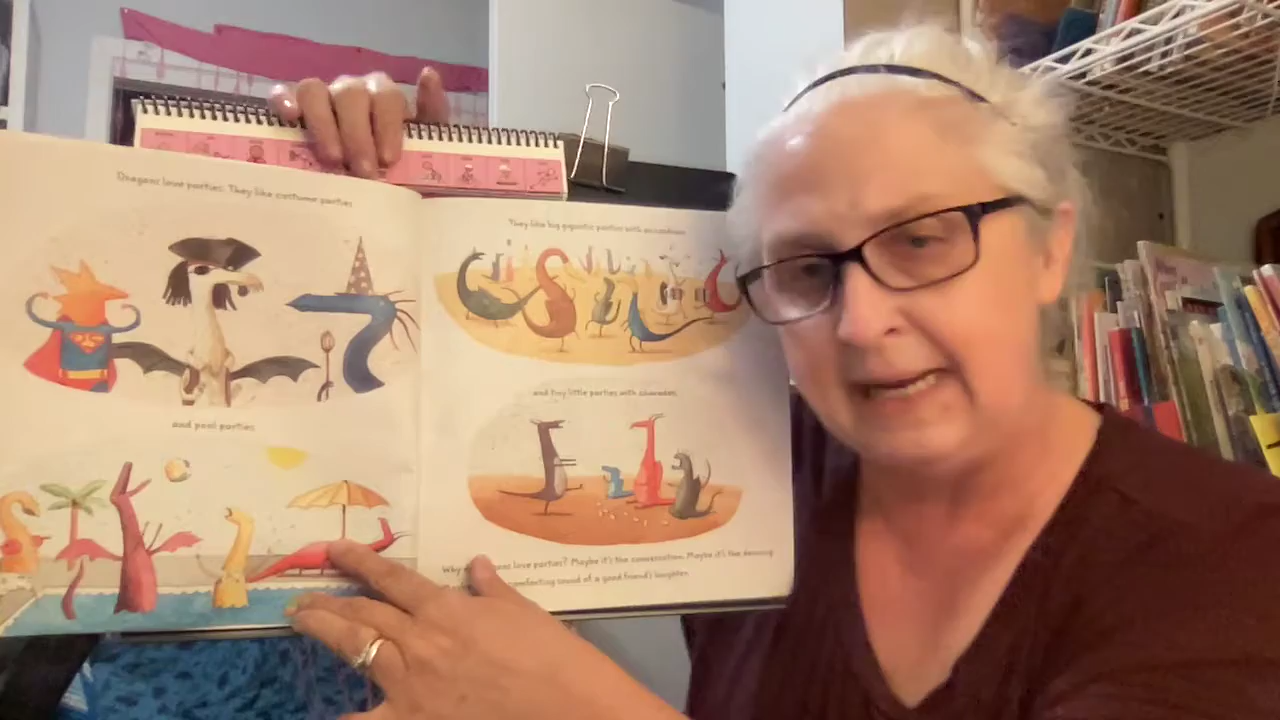 Dragons love parties. They like costume parties
and pool parties
They like big gigantic parties with accordions
and tiny little parties with charades.
Why dragons love parties? Maybe it's the conversation. Maybe it's the dancing.
comforting sound of a good friend's laughter.